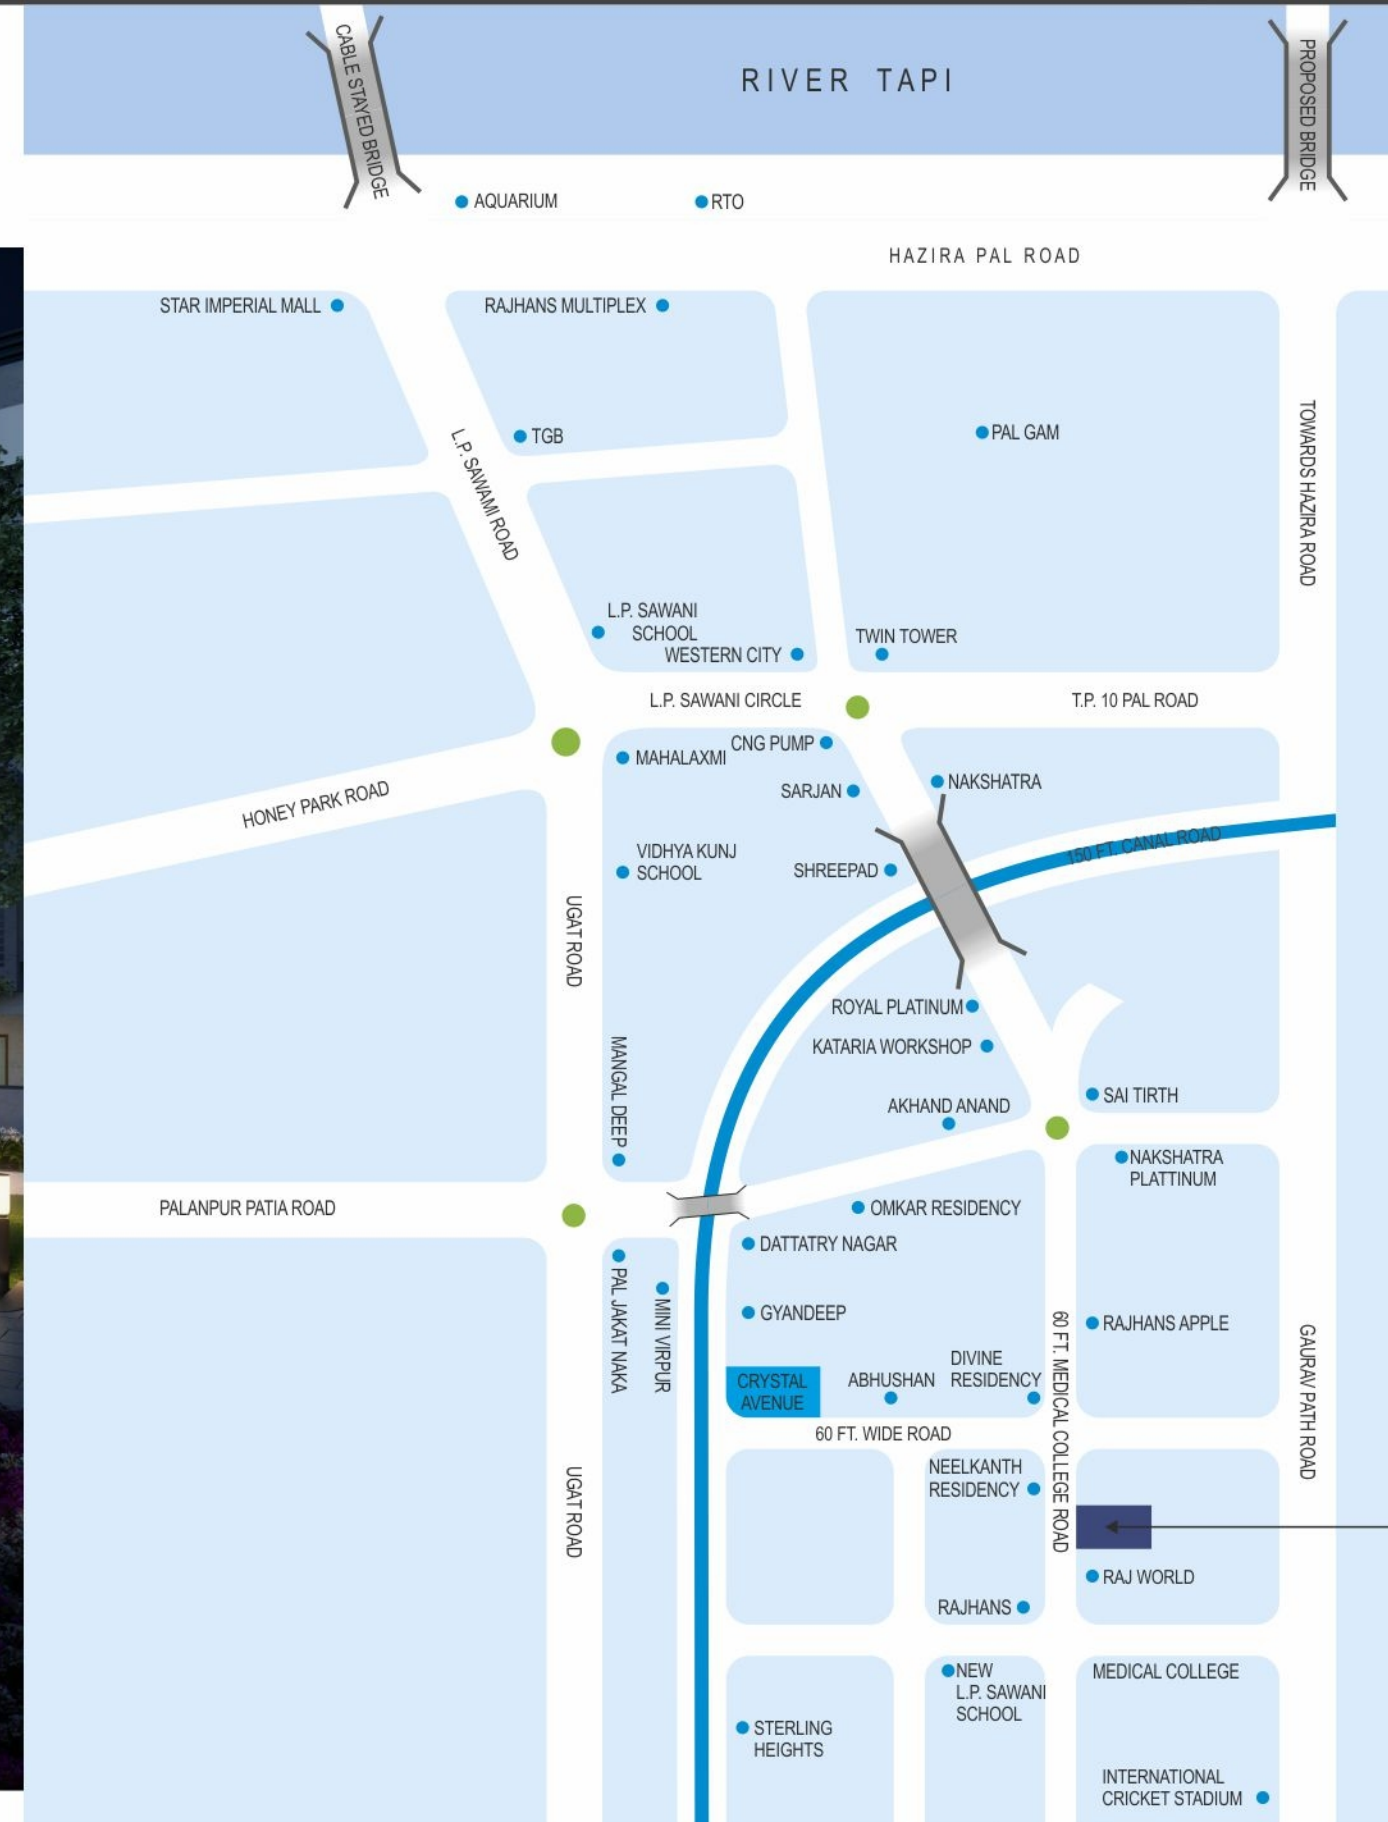 CABLE STAYED BRIDGE
RIVER TAPI
PROPOSED BRIDGE
AQUARIUM
RTO
HAZIRA PAL ROAD
STAR IMPERIAL MALL
RAJHANS MULTIPLEX
TGB
PAL GAM
L.P. SAWAMI ROAD
TOWARDS HAZIRA ROAD
L.P. SAWANI
SCHOOL
WESTERN CITY
TWIN TOWER
L.P. SAWANI CIRCLE
T.P. 10 PAL ROAD
CNG PUMP
MAHALAXMI
SARJAN
NAKSHATRA
HONEY PARK ROAD
150 FT. CANAL ROAD
VIDHYA KUNJ
SCHOOL
SHREEPAD
UGAT ROAD
ROYAL PLATINUM
KATARIA WORKSHOP
MANGAL DEEP
AKHAND ANAND
SAI TIRTH
NAKSHATRA
PLATTINUM
PALANPUR PATIA ROAD
OMKAR RESIDENCY
DATTATRY NAGAR
PAL JAKAT NAKA
MINI VIRPUR
GYANDEEP
RAJHANS APPLE
60 FT. MEDICAL COLLEGE ROAD
GAURAV PATH ROAD
CRYSTAL
AVENUE
ABHUSHAN
DIVINE
RESIDENCY
60 FT. WIDE ROAD
NEELKANTH
RESIDENCY
UGAT ROAD
RAJ WORLD
RAJHANS
NEW
L.P. SAWANI
SCHOOL
MEDICAL COLLEGE
STERLING
HEIGHTS
INTERNATIONAL
CRICKET STADIUM